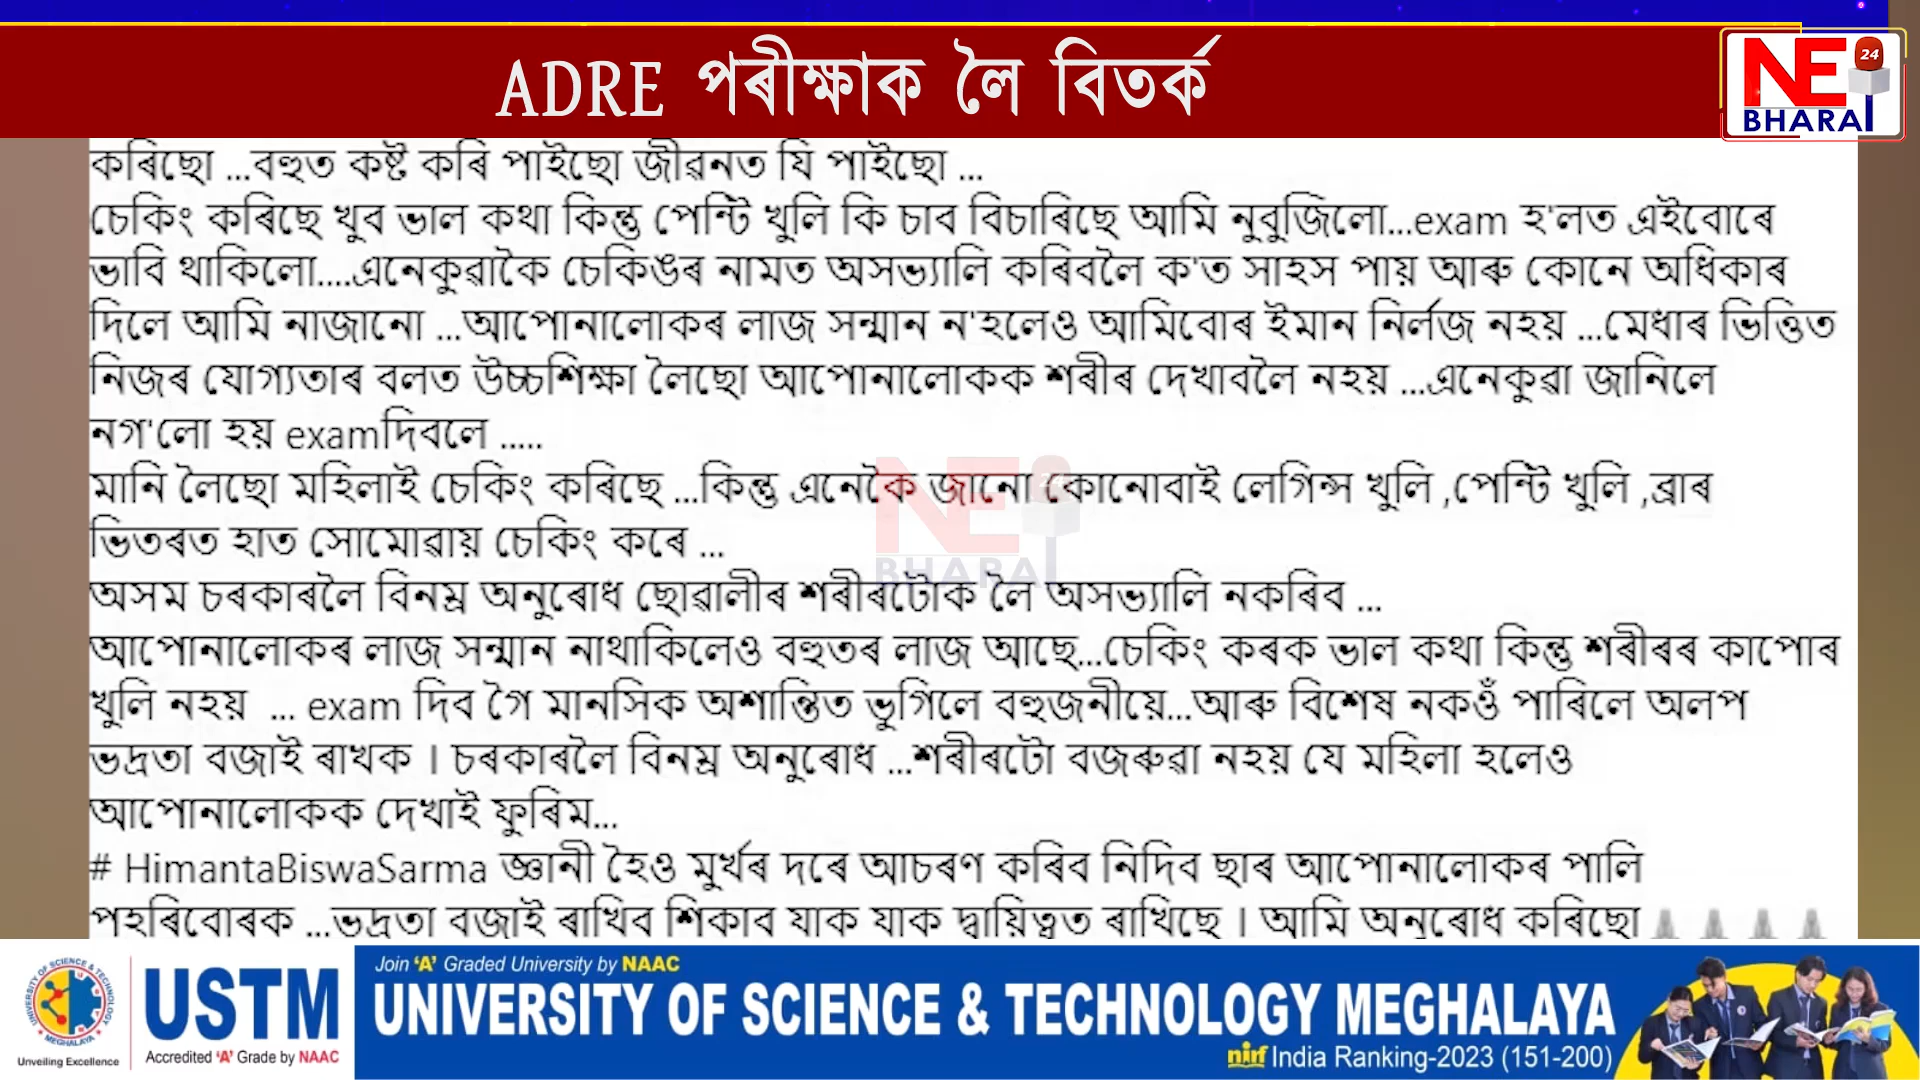 ADRE পৰীক্ষাক লৈ বিতৰ্ক
NE 24
BHARAT
কৰিছো ...বহুত কষ্ট কৰি পাইছো জীৱনত যি পাইছো ...
চেকিং কৰিছে খুব ভাল কথা কিন্তু পেন্টি খুলি কি চাব বিচাৰিছে আমি নুবুজিলো...exam হ'লত এইবোৰে
ভাবি থাকিলো....এনেকুৱাকৈ চেকিঙৰ নামত অসভ্যালি কৰিবলৈ ক'ত সাহস পায় আৰু কোনে অধিকাৰ
দিলে আমি নাজানো ...আপোনালোকৰ লাজ সন্মান ন'হলেও আমিবোৰ ইমান নিৰ্লজ নহয় ...মেধাৰ ভিত্তিত
নিজৰ যোগ্যতাৰ বলত উচ্চশিক্ষা লৈছো আপোনালোকক শৰীৰ দেখাবলৈ নহয় ...এনেকুৱা জানিলে
নগ'লো হয় examদিবলে .....
মানি লৈছো মহিলাই চেকিং কৰিছে ...কিন্তু এনেকৈ জানো কোনোবাই লেগিন্স খুলি ,পেন্টি খুলি ,ব্ৰাৰ
ভিতৰত হাত সোমোৱায় চেকিং কৰে ...
অসম চৰকাৰলৈ বিনম্ৰ অনুৰোধ ছোৱালীৰ শৰীৰটোক লৈ অসভ্যালি নকৰিব ...
আপোনালোকৰ লাজ সন্মান নাথাকিলেও বহুতৰ লাজ আছে...চেকিং কৰক ভাল কথা কিন্তু শৰীৰৰ কাপোৰ
খুলি নহয় ... exam দিব গৈ মানসিক অশান্তিত ভুগিলে বহুজনীয়ে...আৰু বিশেষ নকওঁ পাৰিলে অলপ
ভদ্ৰতা বজাই ৰাখক । চৰকাৰলৈ বিনম্ৰ অনুৰোধ ...শৰীৰটো বজৰুৱা নহয় যে মহিলা হলেও
আপোনালোকক দেখাই ফুৰিম...
# HimantaBiswaSarma জ্ঞানী হৈও মুৰ্খৰ দৰে আচৰণ কৰিব নিদিব ছাৰ আপোনালোকৰ পালি
পহৰিবোৰক ...ভদ্ৰতা বজাই ৰাখিব শিকাব যাক যাক দ্বায়িত্বত ৰাখিছে । আমি অনুৰোধ কৰিছো
UNIVERSITY OF SCIENCE & TECHNOLOGY MEGHALAYA
Unveiling Excellence
USTM
Accredited ‘A’ Grade by NAAC
Join ‘A’ Graded University by NAAC
UNIVERSITY OF SCIENCE & TECHNOLOGY MEGHALAYA
nirf India Ranking-2023 (151-200)